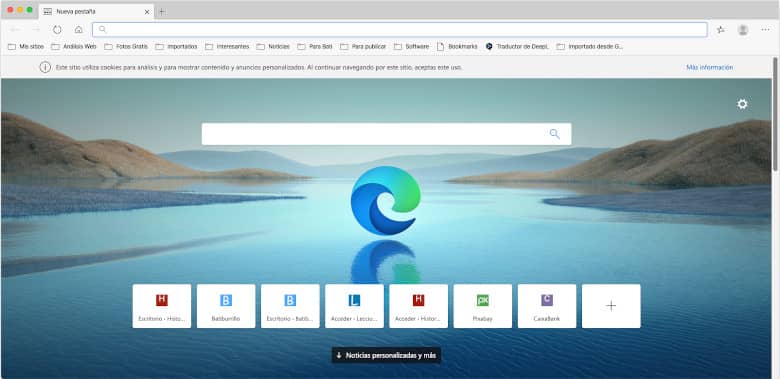 Nueva pestaña
Mis sitios Análisis Web Fotos Gratis Importados Interesantes Noticias Para Bati Para publicar Software Bookmarks Traductor de DeepL Importado desde G...
Este sitio utiliza cookies para análisis y para mostrar contenido y anuncios personalizados. Al continuar navegando por este sitio, aceptas este uso. Más información
H B B L H px C
Escritorio ‹ Histo... Batiburrillo Escritorio ‹ Batib... Acceder ‹ Lecciu... Acceder ‹ Histor... Pixabay CaixaBank
Noticias personalizadas y más